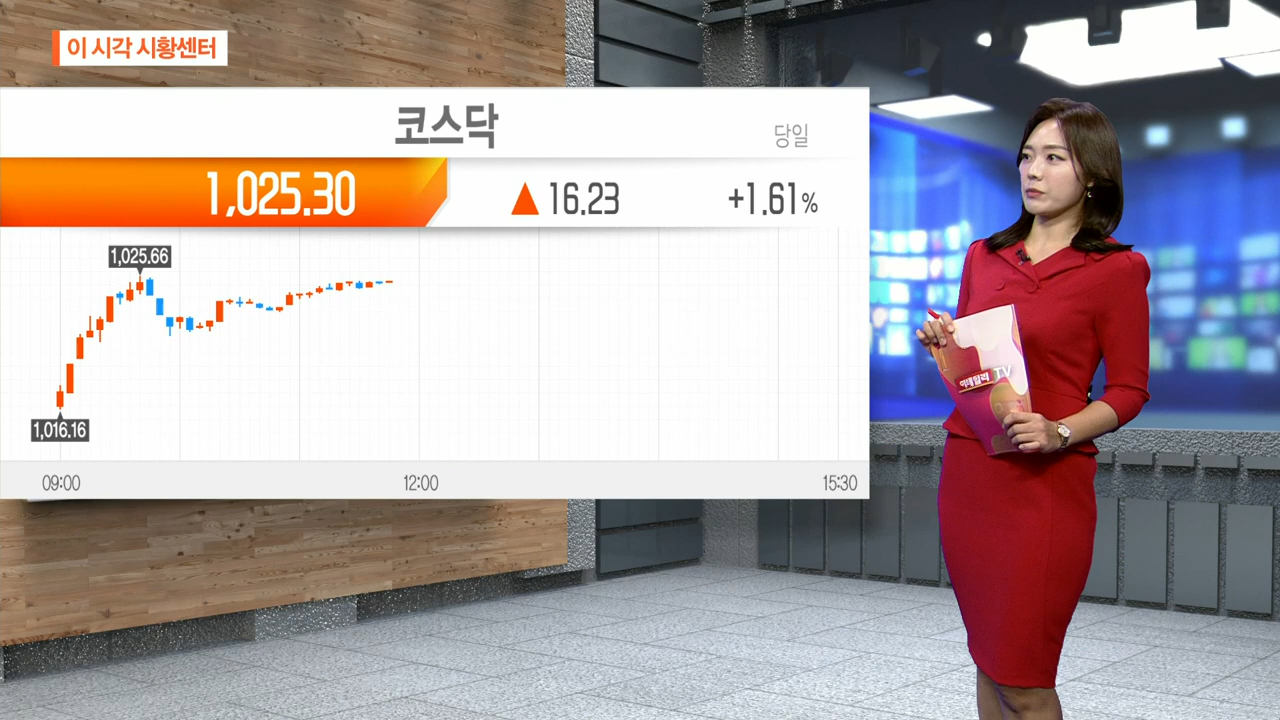 이 시각 시황센터
코스닥
당일
1,025.30
▲ 16.23
+1.61%
1,025.66
1,016.16
09:00
12:00
15:30
이데일리 TV